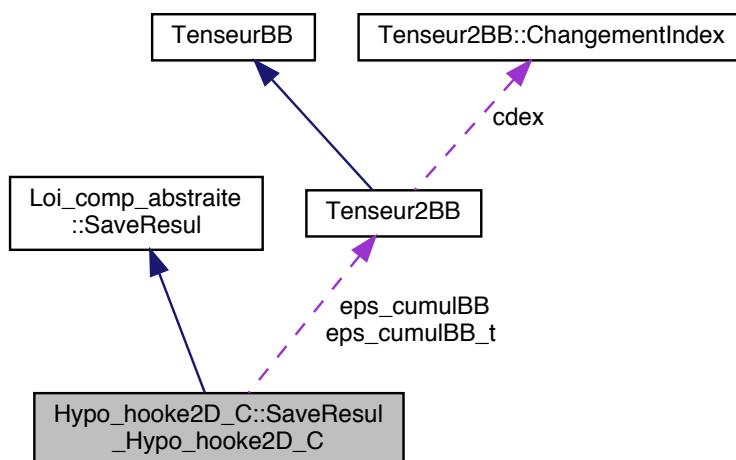 TenseurBB
Tenseur2BB::ChangementIndex
cdex
Loi_comp_abstraite
::SaveResul
Tenseur2BB
eps_cumulBB
eps_cumulBB_t
Hypo_hooke2D_C::SaveResul
_Hypo_hooke2D_C